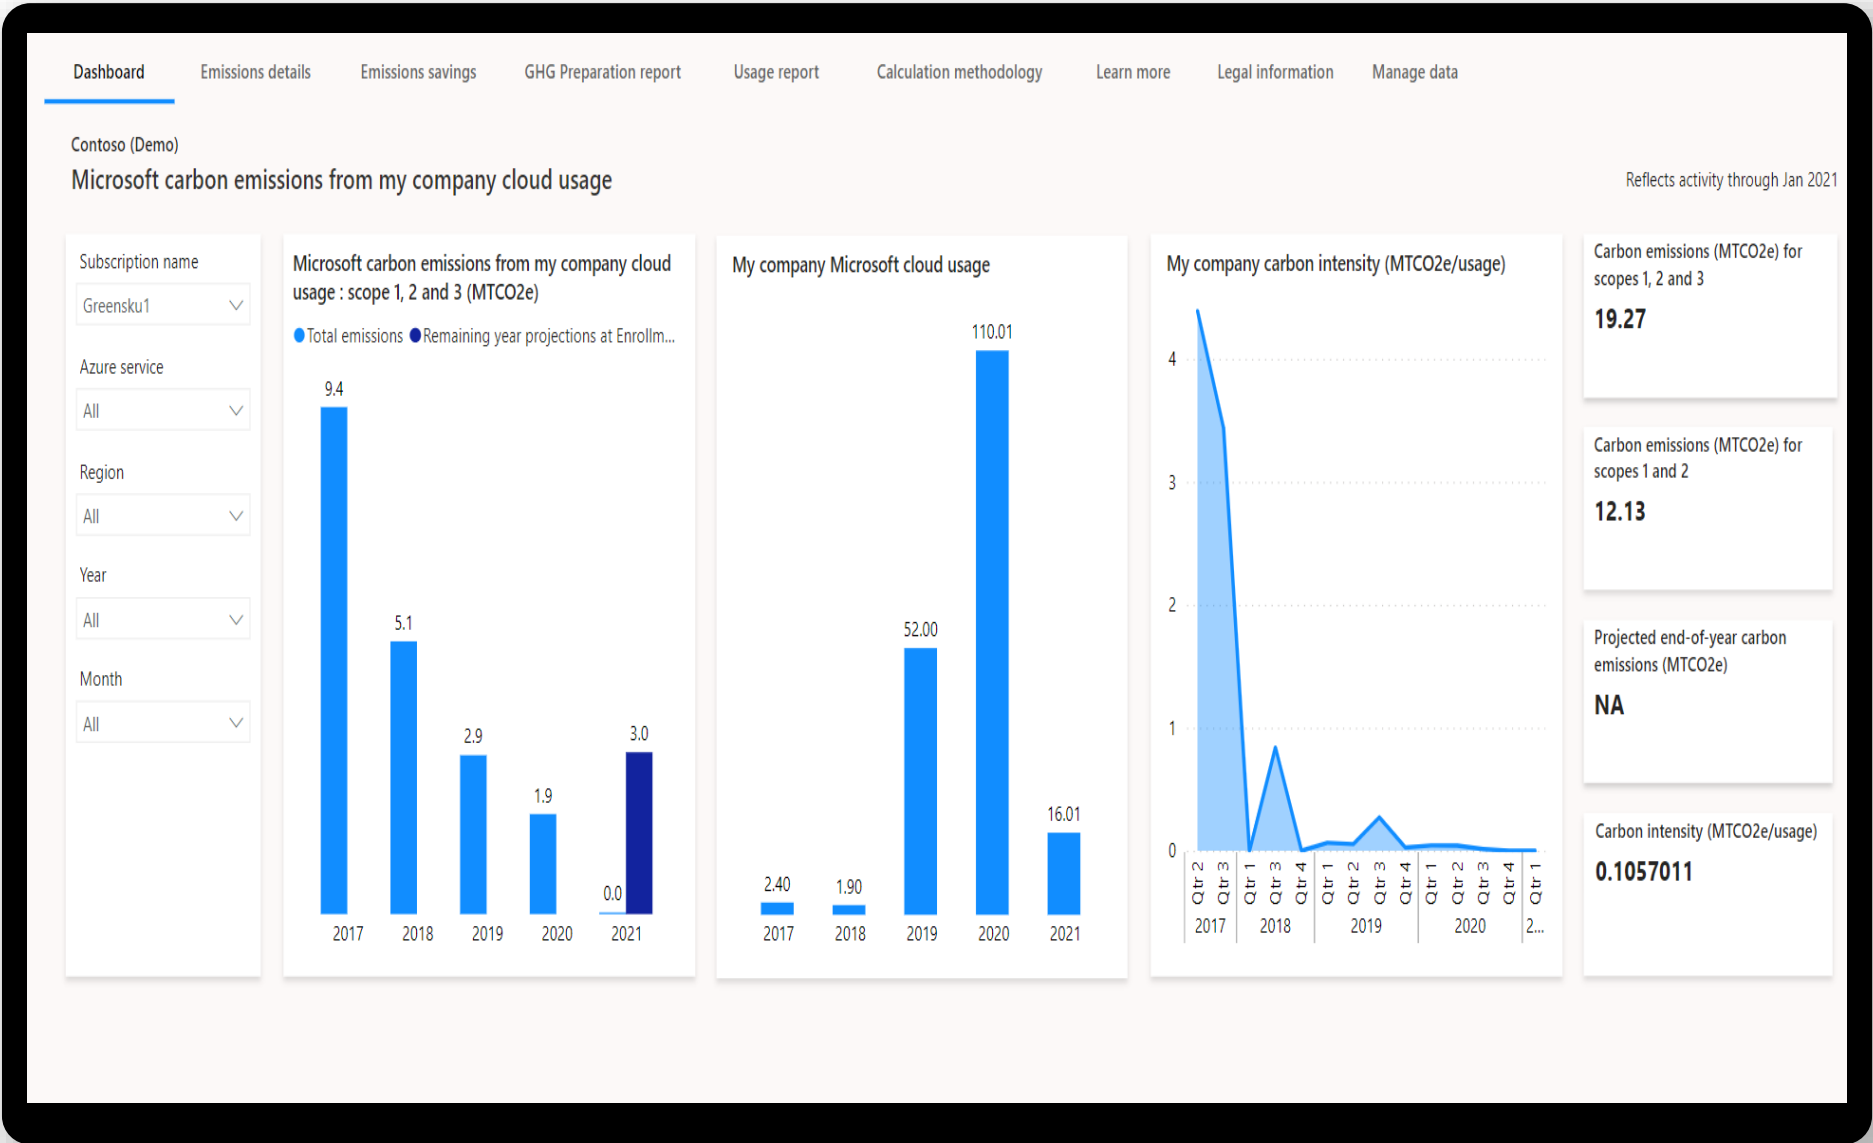 Dashboard
Emissions details
Emissions savings
GHG Preparation report
Usage report
Calculation methodology
Learn more
Legal information
Manage data
Contoso (Demo)
Microsoft carbon emissions from my company cloud usage
Reflects activity through Jan 2021
Subscription name
Greensku1
Azure service
All
Region
All
Year
All
Month
All
Microsoft carbon emissions from my company cloud
usage : scope 1, 2 and 3 (MTCO2e)
Total emissions
Remaining year projections at Enrollm...
9.4
5.1
2.9
1.9
0.0
3.0
2017
2018
2019
2020
2021
My company Microsoft cloud usage
2.40
1.90
52.00
110.01
16.01
2017
2018
2019
2020
2021
My company carbon intensity (MTCO2e/usage)
4
3
2
1
0
Qtr 2
Qtr 3
Qtr 1
Qtr 3
Qtr 4
Qtr 1
Qtr 2
Qtr 3
Qtr 4
Qtr 1
Qtr 2
Qtr 3
Qtr 4
Qtr 1
2017
2018
2019
2020
2...
Carbon emissions (MTCO2e) for
scopes 1, 2 and 3
19.27
Carbon emissions (MTCO2e) for
scopes 1 and 2
12.13
Projected end-of-year carbon
emissions (MTCO2e)
NA
Carbon intensity (MTCO2e/usage)
0.1057011